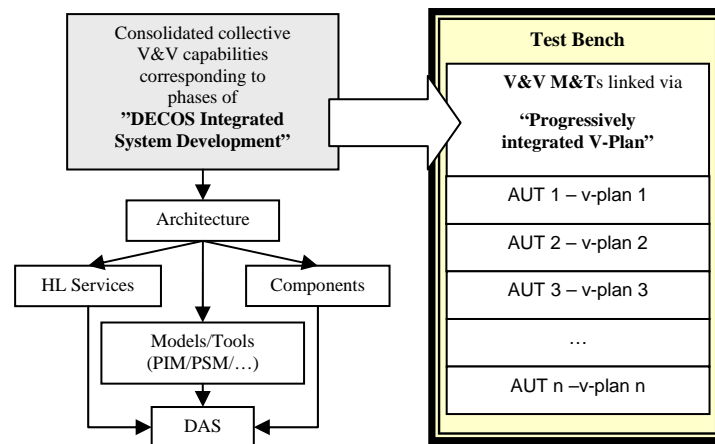 Consolidated collective
V&V capabilities
corresponding to
phases of
”DECOS Integrated
System Development”
Architecture
HL Services
Components
Models/Tools
(PIM/PSM/…)
DAS
Test Bench
V&V M&Ts linked via
“Progressively
integrated V-Plan”
AUT 1 – v-plan 1
AUT 2 – v-plan 2
AUT 3 – v-plan 3
…
AUT n –v-plan n